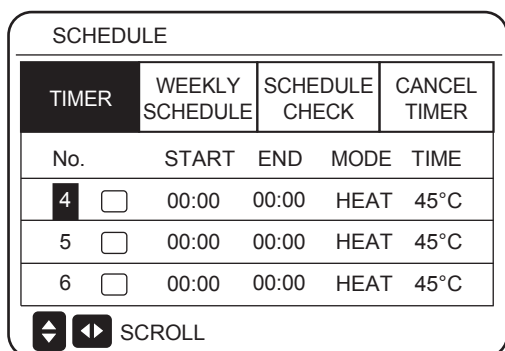 SCHEDULE
TIMER WEEKLY SCHEDULE SCHEDULE CHECK CANCEL TIMER
No. START END MODE TIME
4 00:00 00:00 HEAT 45°C
5 00:00 00:00 HEAT 45°C
6 00:00 00:00 HEAT 45°C
SCROLL